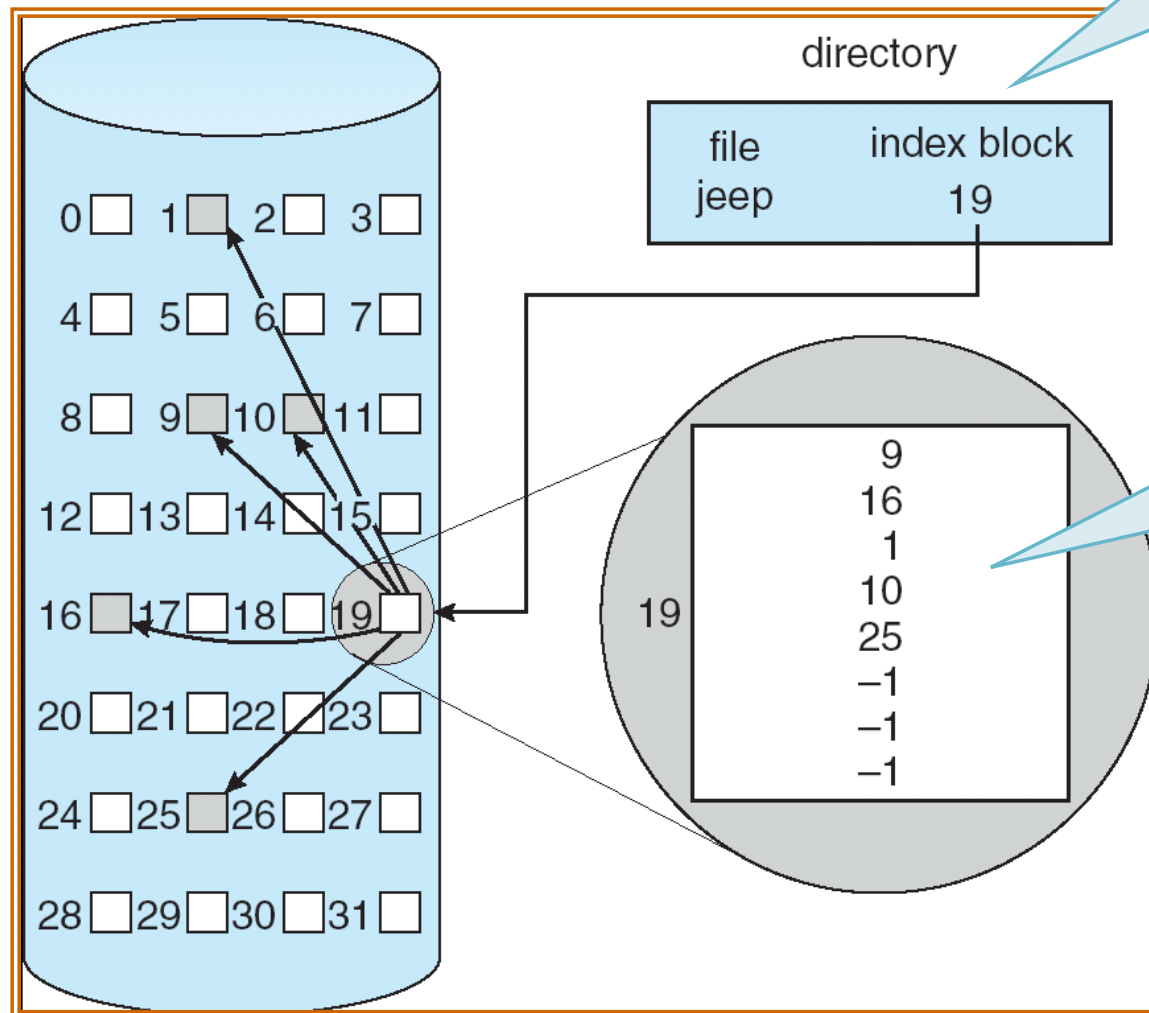 directory
file index block
jeep 19
0 1 2 3
4 5 6 7
8 9 10 11
12 13 14 15
16 17 18 19
20 21 22 23
24 25 26 27
28 29 30 31
19
9
16
1
10
25
–1
–1
–1